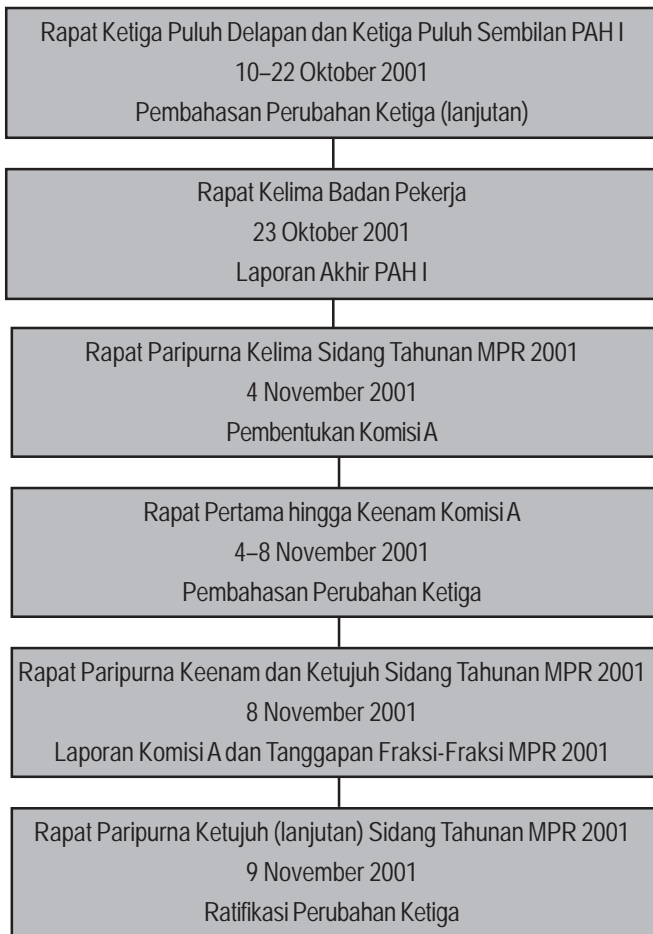 Rapat Ketiga Puluh Delapan dan Ketiga Puluh Sembilan PAH I
10–22 Oktober 2001
Pembahasan Perubahan Ketiga (lanjutan)
Rapat Kelima Badan Pekerja
23 Oktober 2001
Laporan Akhir PAH I
Rapat Paripurna Kelima Sidang Tahunan MPR 2001
4 November 2001
Pembentukan Komisi A
Rapat Pertama hingga Keenam Komisi A
4–8 November 2001
Pembahasan Perubahan Ketiga
Rapat Paripurna Keenam dan Ketujuh Sidang Tahunan MPR 2001
8 November 2001
Laporan Komisi A dan Tanggapan Fraksi-Fraksi MPR 2001
Rapat Paripurna Ketujuh (lanjutan) Sidang Tahunan MPR 2001
9 November 2001
Ratifikasi Perubahan Ketiga